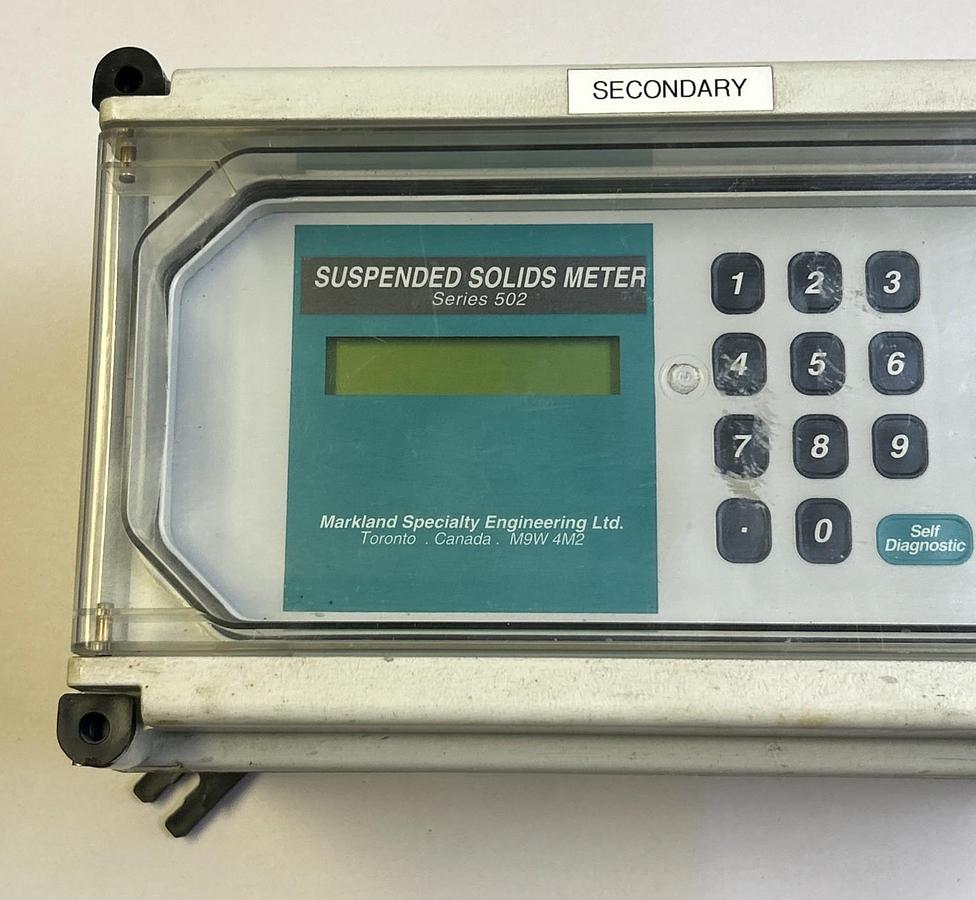 SECONDARY
SUSPENDED SOLIDS METER
Series 502
1 2 3
4 5 6
7 8 9
. 0
Self
Diagnostic
Markland Specialty Engineering Ltd.
Toronto . Canada . M9W 4M2